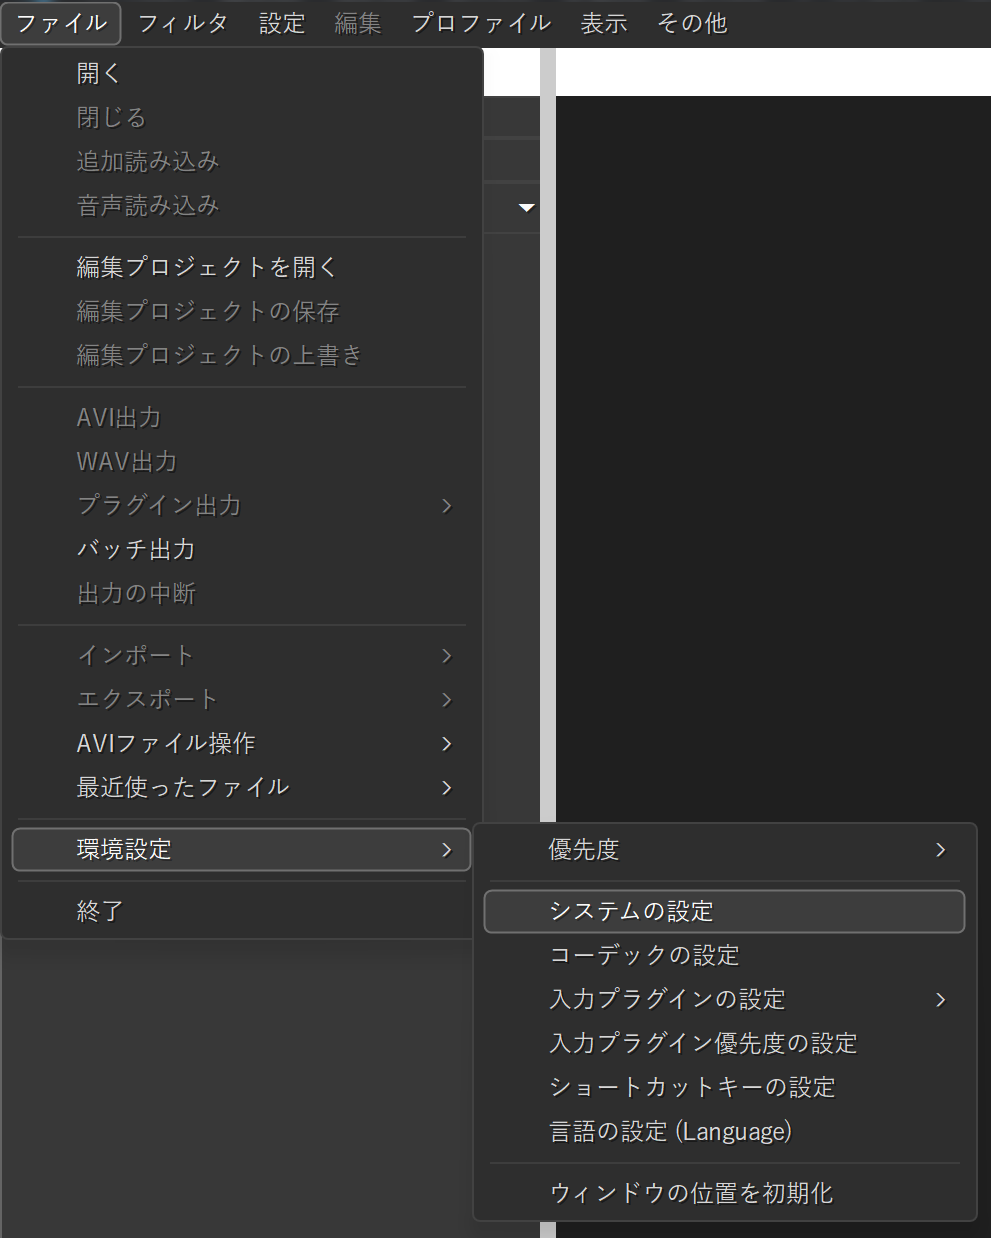 ファイル フィルタ 設定 編集 プロファイル 表示 その他
開く
閉じる
追加読み込み
音声読み込み
編集プロジェクトを開く
編集プロジェクトの保存
編集プロジェクトの上書き
AVI出力
WAV出力
プラグイン出力
バッチ出力
出力の中断
インポート
エクスポート
AVIファイル操作
最近使ったファイル
環境設定
終了
優先度
システムの設定
コーデックの設定
入力プラグインの設定
入力プラグイン優先度の設定
ショートカットキーの設定
言語の設定 (Language)
ウィンドウの位置を初期化